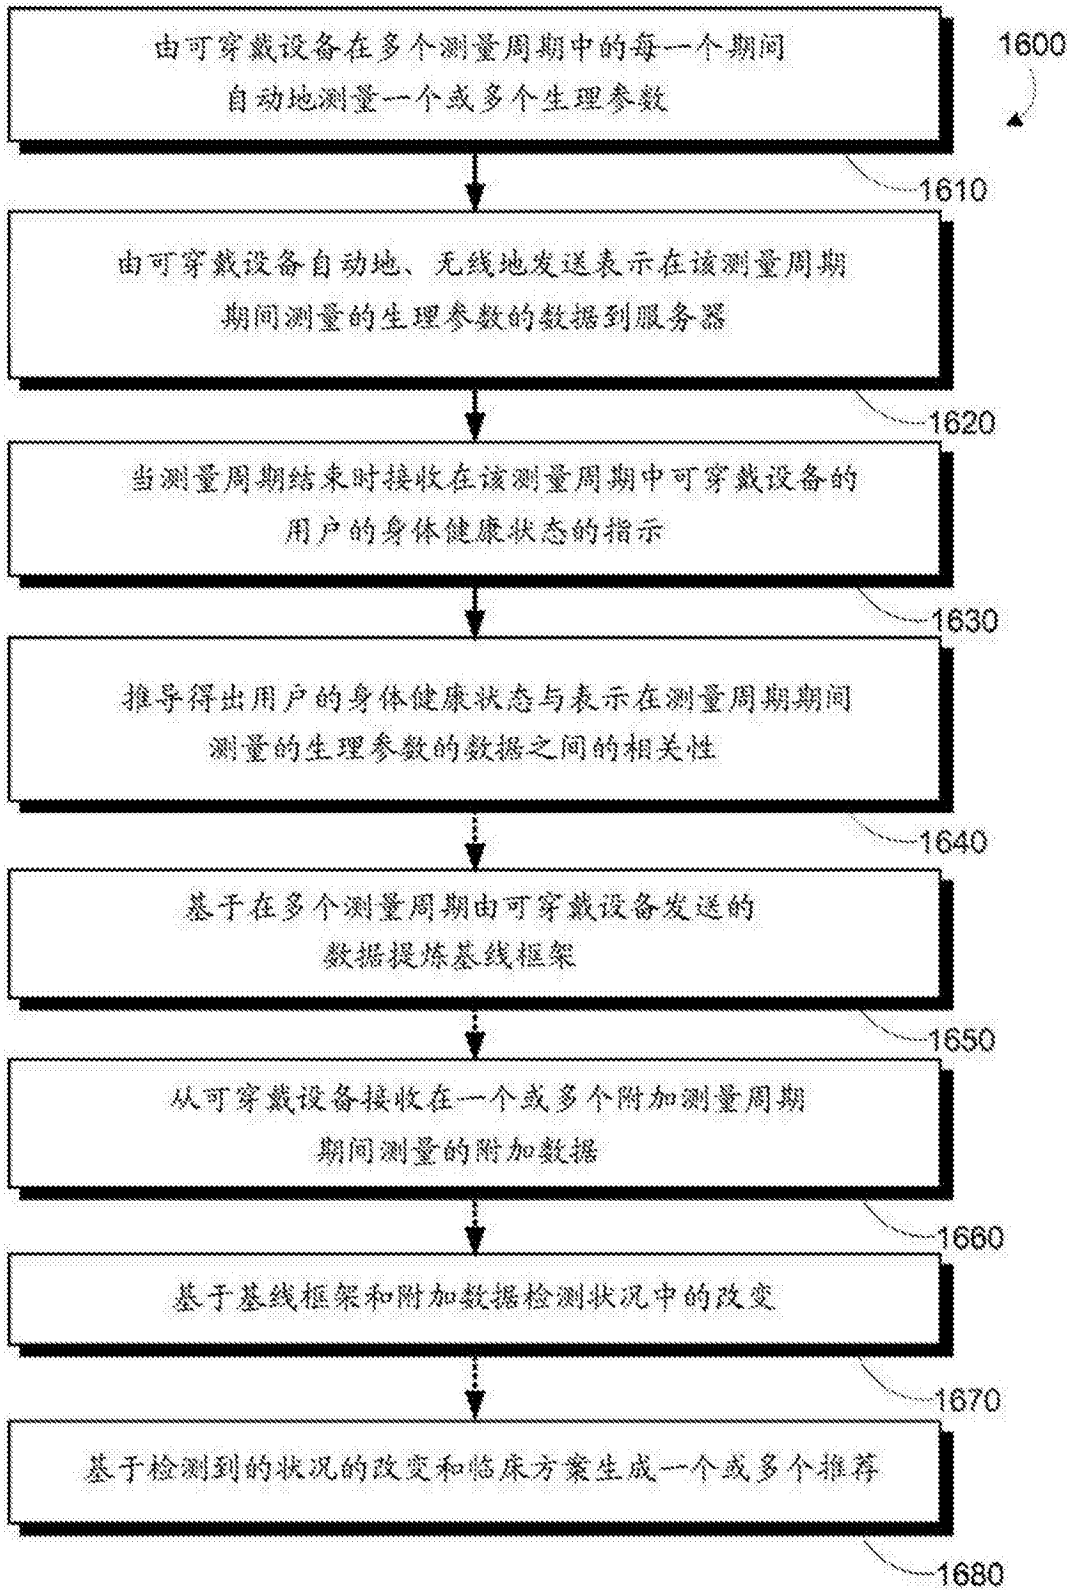 由可穿戴设备在多个测量周期中的每一个期间
自动地测量一个或多个生理参数
1600
1610
由可穿戴设备自动地、无线地发送表示在该测量周期
期间测量的生理参数的数据到服务器
1620
当测量周期结束时接收在该测量周期中可穿戴设备的
用户的身体健康状态的指示
1630
推导得出用户的身体健康状态与表示在测量周期期间
测量的生理参数的数据之间的相关性
1640
基于在多个测量周期由可穿戴设备发送的
数据提炼基线框架
1650
从可穿戴设备接收在一个或多个附加测量周期
期间测量的附加数据
1660
基于基线框架和附加数据检测状况中的改变
1670
基于检测到的状况的改变和临床方案生成一个或多个推荐
1680